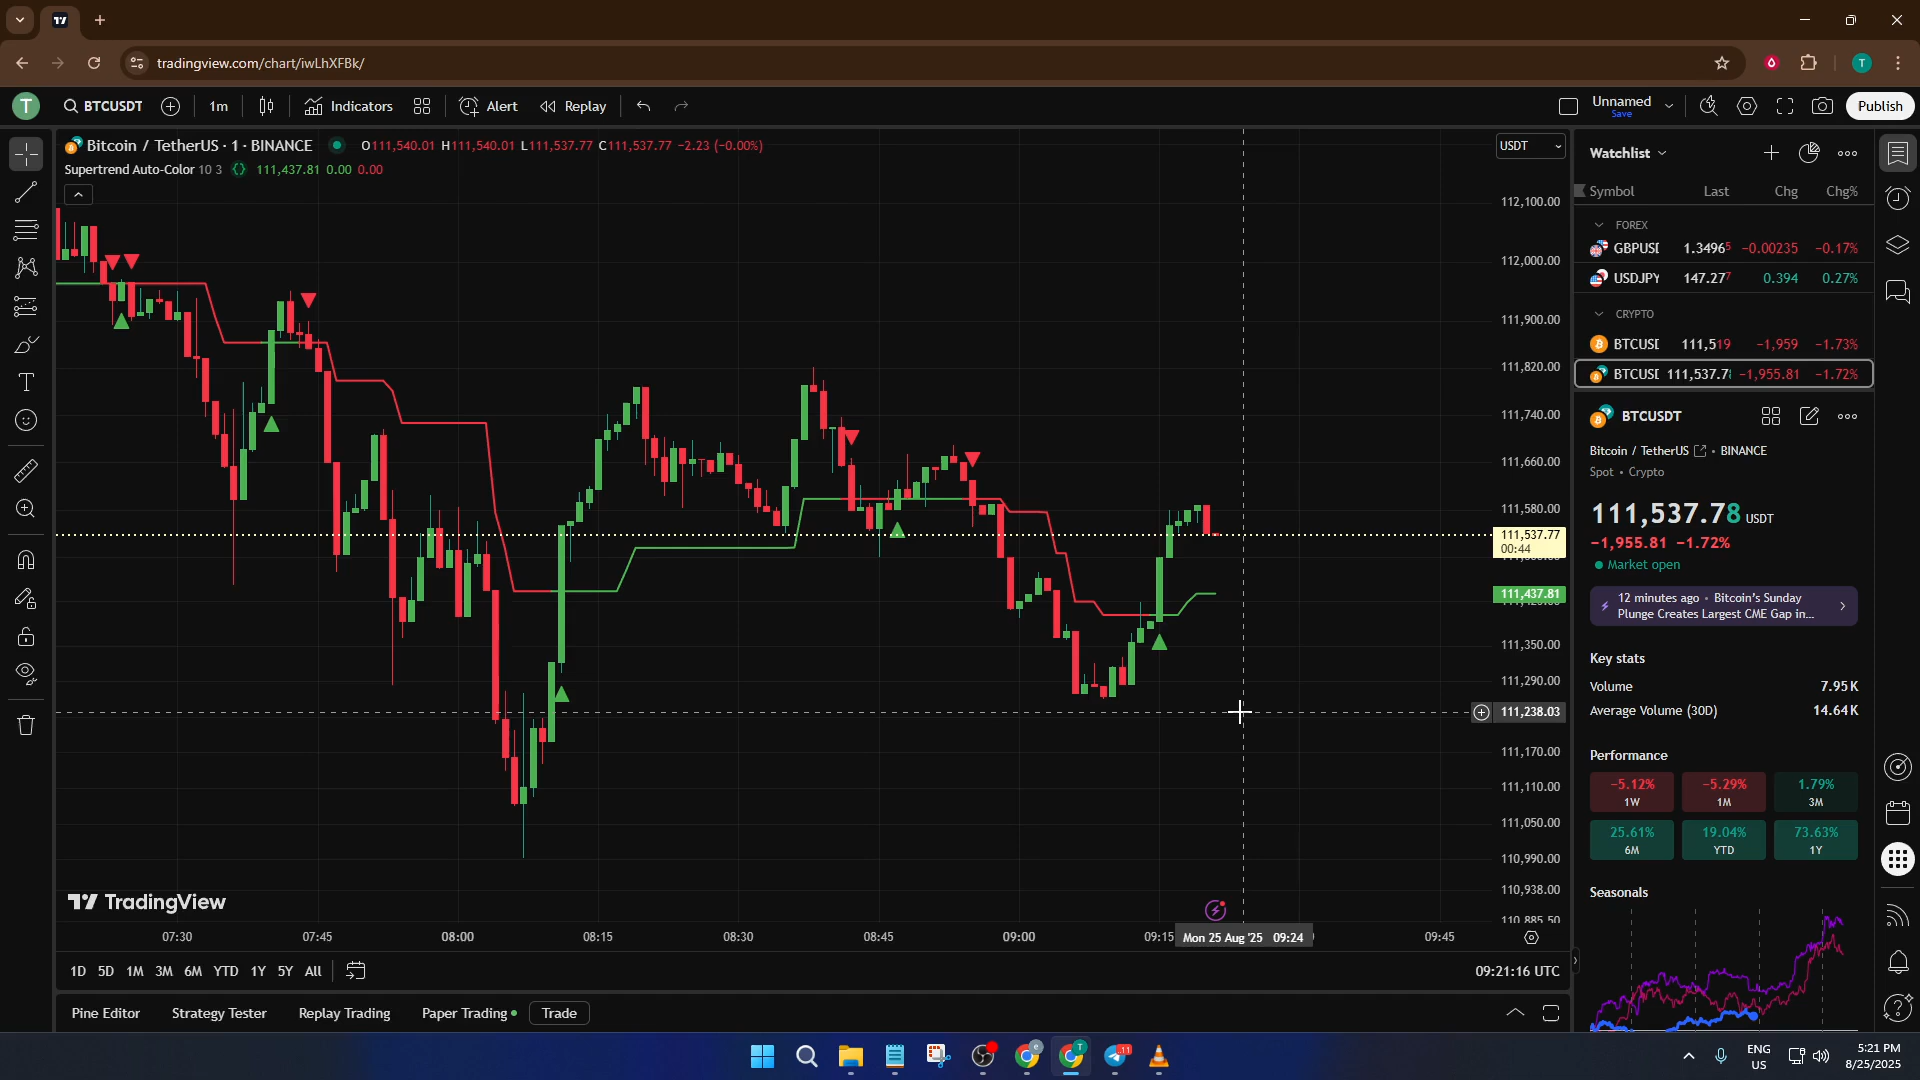 tradingview.com/chart/iwLhXFBk/
T
T
BTCUSDT
1m
Indicators
Alert
Replay
Unnamed
Save
Publish
Bitcoin / TetherUS · 1 · BINANCE
O111,540.01 H111,540.01 L111,537.77 C111,537.77 −2.23 (−0.00%)
Supertrend Auto-Color 10 3 111,437.81 0.00 0.00
USDT
112,100.00
112,000.00
111,900.00
111,820.00
111,740.00
111,660.00
111,580.00
111,537.77
00:44
111,437.81
111,350.00
111,290.00
111,238.03
111,170.00
111,110.00
111,050.00
110,990.00
110,938.00
110,885.50
TradingView
07:30
07:45
08:00
08:15
08:30
08:45
09:00
09:15
Mon 25 Aug '25 09:24
09:45
1D 5D 1M 3M 6M YTD 1Y 5Y All
09:21:16 UTC
Pine Editor
Strategy Tester
Replay Trading
Paper Trading
Trade
Watchlist
Symbol Last Chg Chg%
FOREX
GBPUSD 1.34965 −0.00235 −0.17%
USDJPY 147.277 0.394 0.27%
CRYPTO
BTCUSD 111,519 −1,959 −1.73%
BTCUSD 111,537.78 −1,955.81 −1.72%
BTCUSDT
Bitcoin / TetherUS • BINANCE
Spot • Crypto
111,537.78 USDT
−1,955.81 −1.72%
Market open
12 minutes ago • Bitcoin's Sunday
Plunge Creates Largest CME Gap in...
Key stats
Volume 7.95K
Average Volume (30D) 14.64K
Performance
−5.12%
1W
−5.29%
1M
1.79%
3M
25.61%
6M
19.04%
YTD
73.63%
1Y
Seasonals
11
ENG
US
5:21 PM
8/25/2025